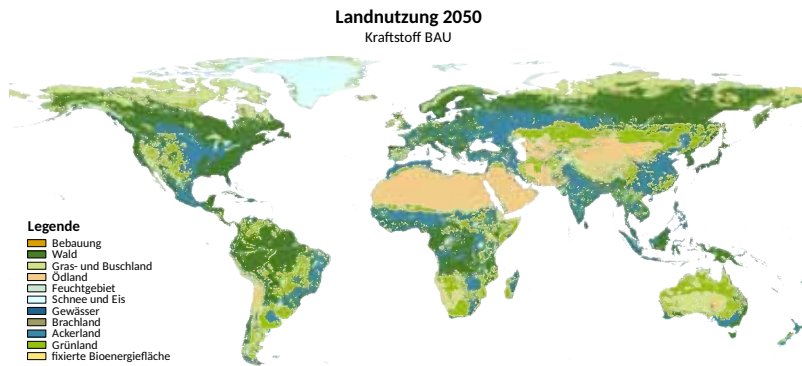 Landnutzung 2050
Kraftstoff BAU
Legende
Bebauung
Wald
Gras- und Buschland
Ödland
Feuchtgebiet
Schnee und Eis
Gewässer
Brachland
Ackerland
Grünland
fixierte Bioenergiefläche